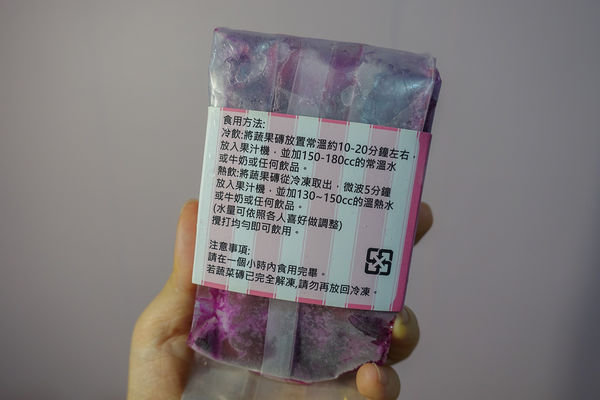 食用方法:
冷飲:將蔬果磚放置常溫約10-20分鐘左右，
放入果汁機，並加150-180cc的常溫水
或牛奶或任何飲品。
熱飲:將蔬果磚從冷凍取出，微波5分鐘
放入果汁機，並加130~150cc的溫熱水
或牛奶或任何飲品。
(水量可依照各人喜好做調整)
攪打均勻即可飲用。
注意事項:
請在一個小時內食用完畢。
若蔬菜磚已完全解凍,請勿再放回冷凍。